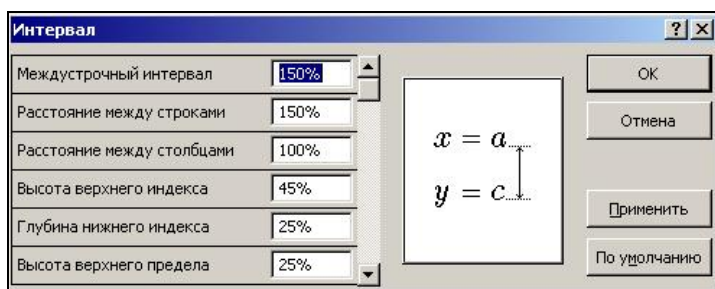 Интервал
Междустрочный интервал 150%
Расстояние между строками 150%
Расстояние между столбцами 100%
Высота верхнего индекса 45%
Глубина нижнего индекса 25%
Высота верхнего предела 25%
x = a
y = c
ОК
Отмена
Применить
По умолчанию